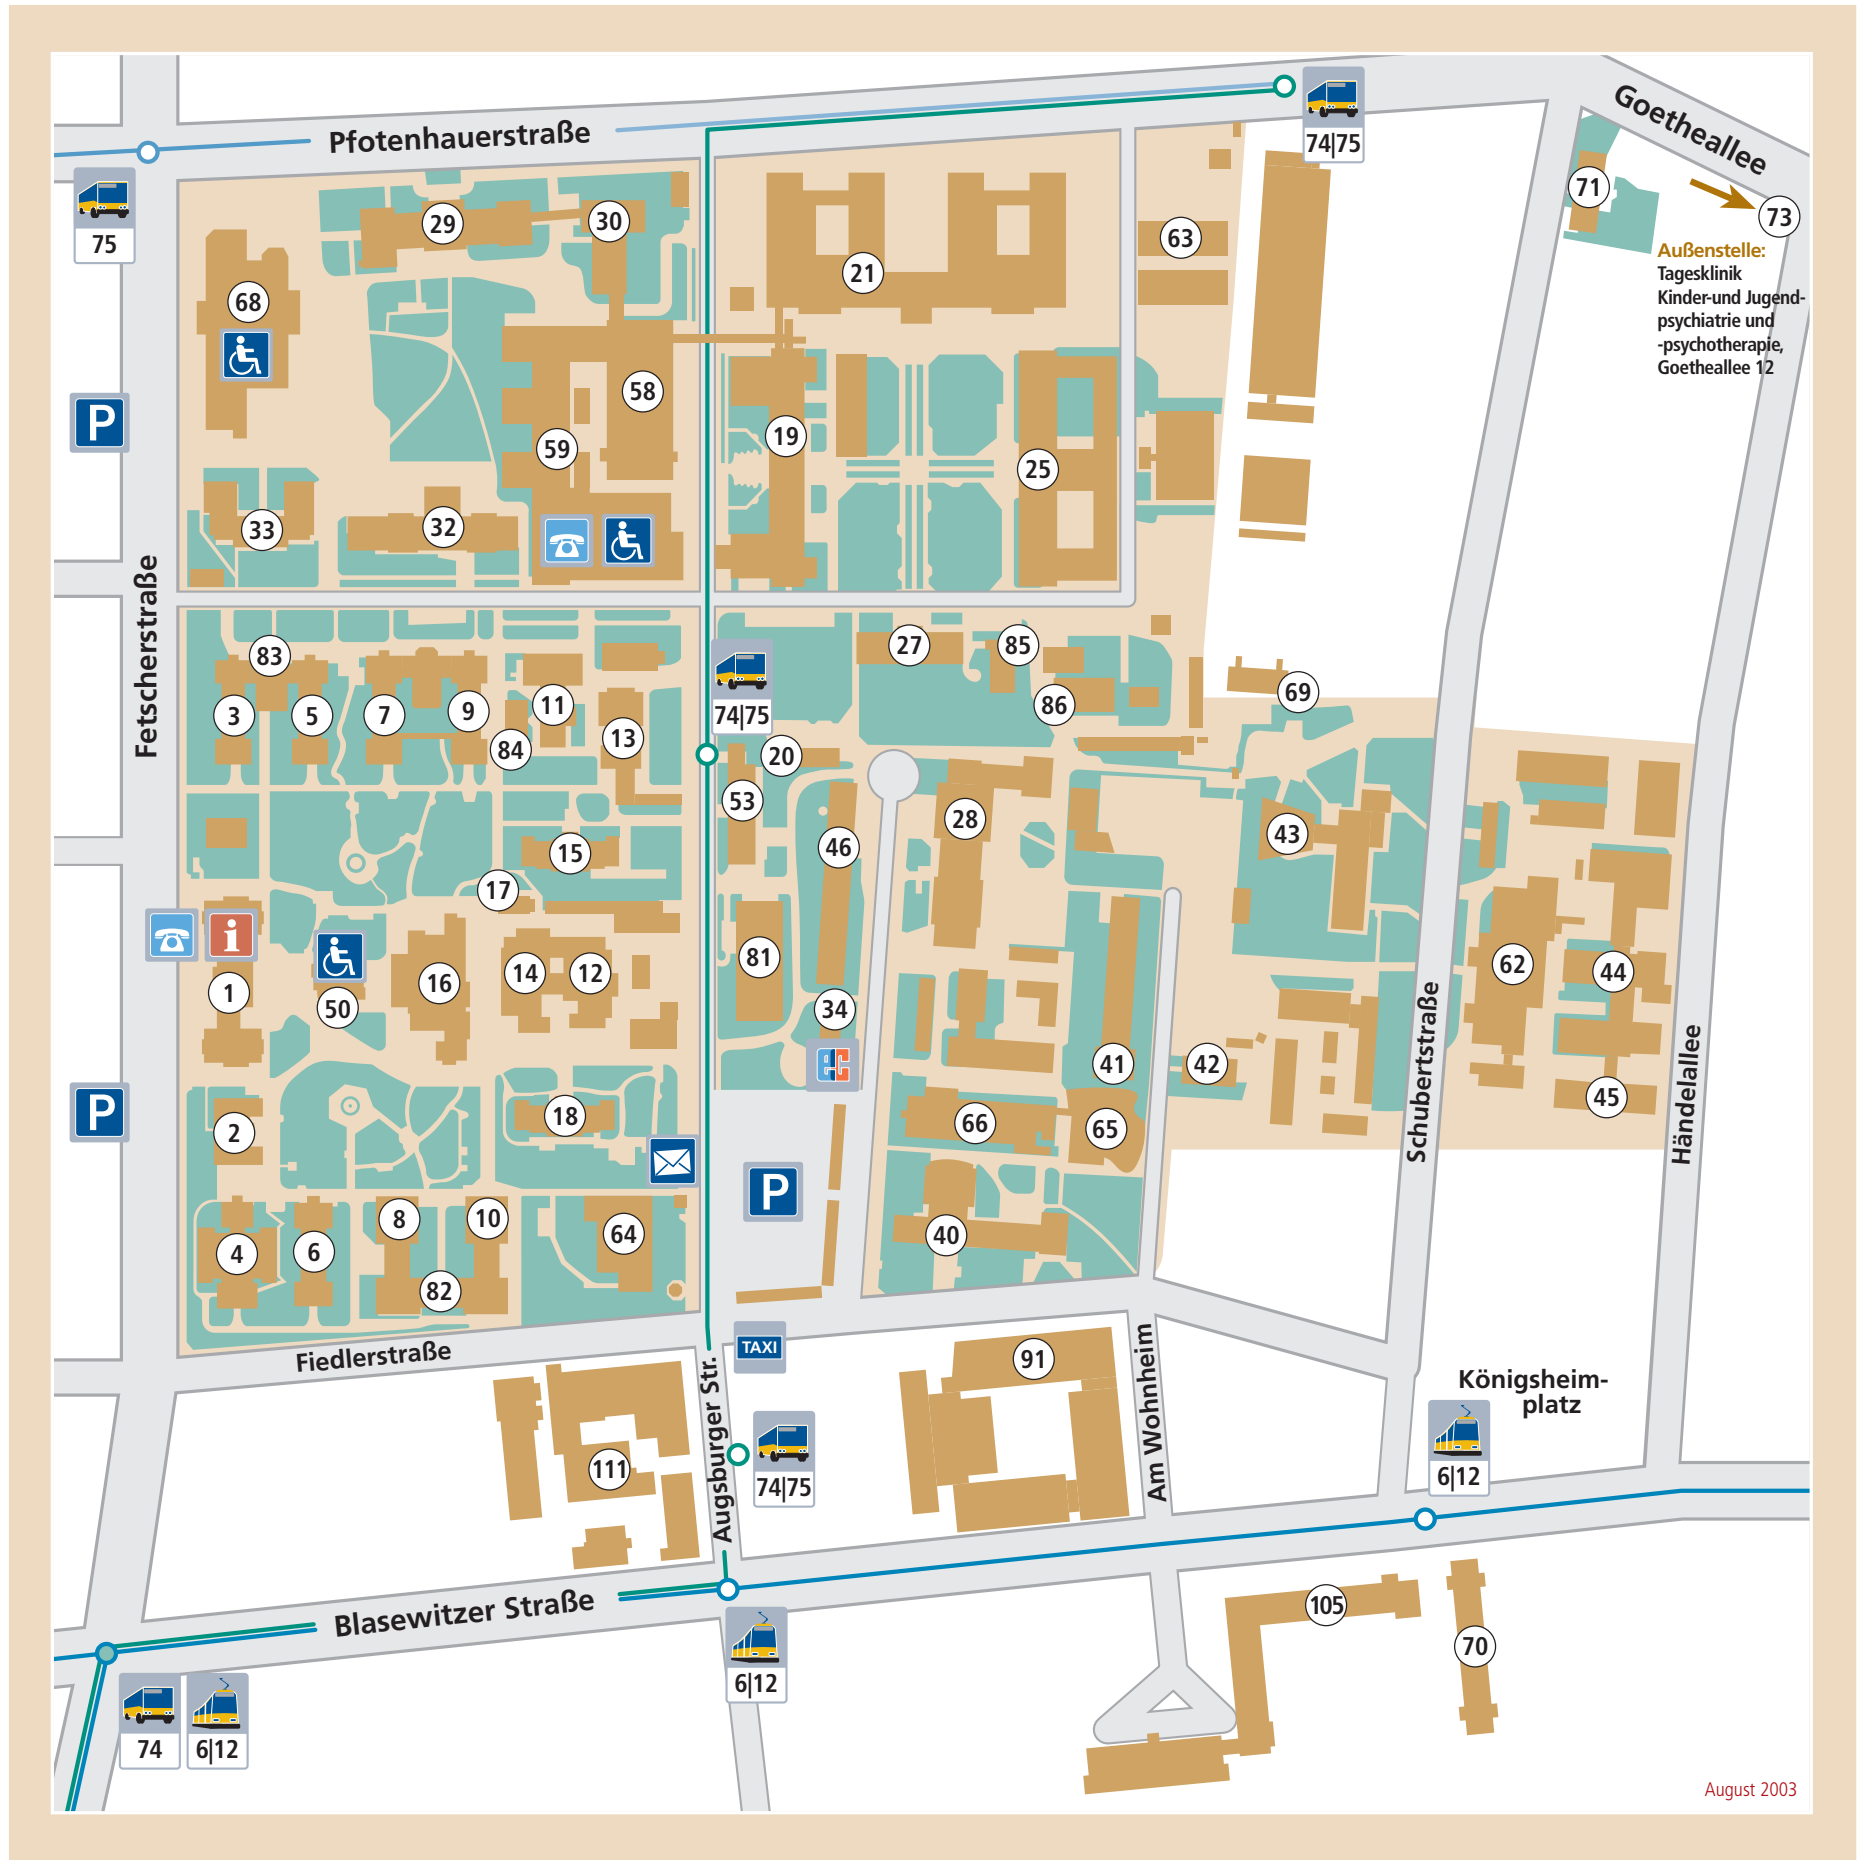 Goetheallee
Pfotenhauerstraße
74|75
75
71
73
Außenstelle:
Tagesklinik
Kinder-und Jugend-
psychiatrie und
-psychotherapie,
Goetheallee 12
29
30
63
21
68
P
58
19
59
25
33
32
Fetscherstraße
83
27
85
74|75
69
3
5
7
9
11
86
84
13
20
53
28
43
46
15
17
i
81
62
44
1
50
16
14
12
34
Schubertstraße
Händelallee
41
42
45
P
2
18
66
65
P
4
6
8
10
64
40
82
TAXI
Fiedlerstraße
91
Augsburger Str.
Am Wohnheim
Königsheim-
platz
111
74|75
6|12
Blasewitzer Straße
105
70
6|12
74
6|12
August 2003